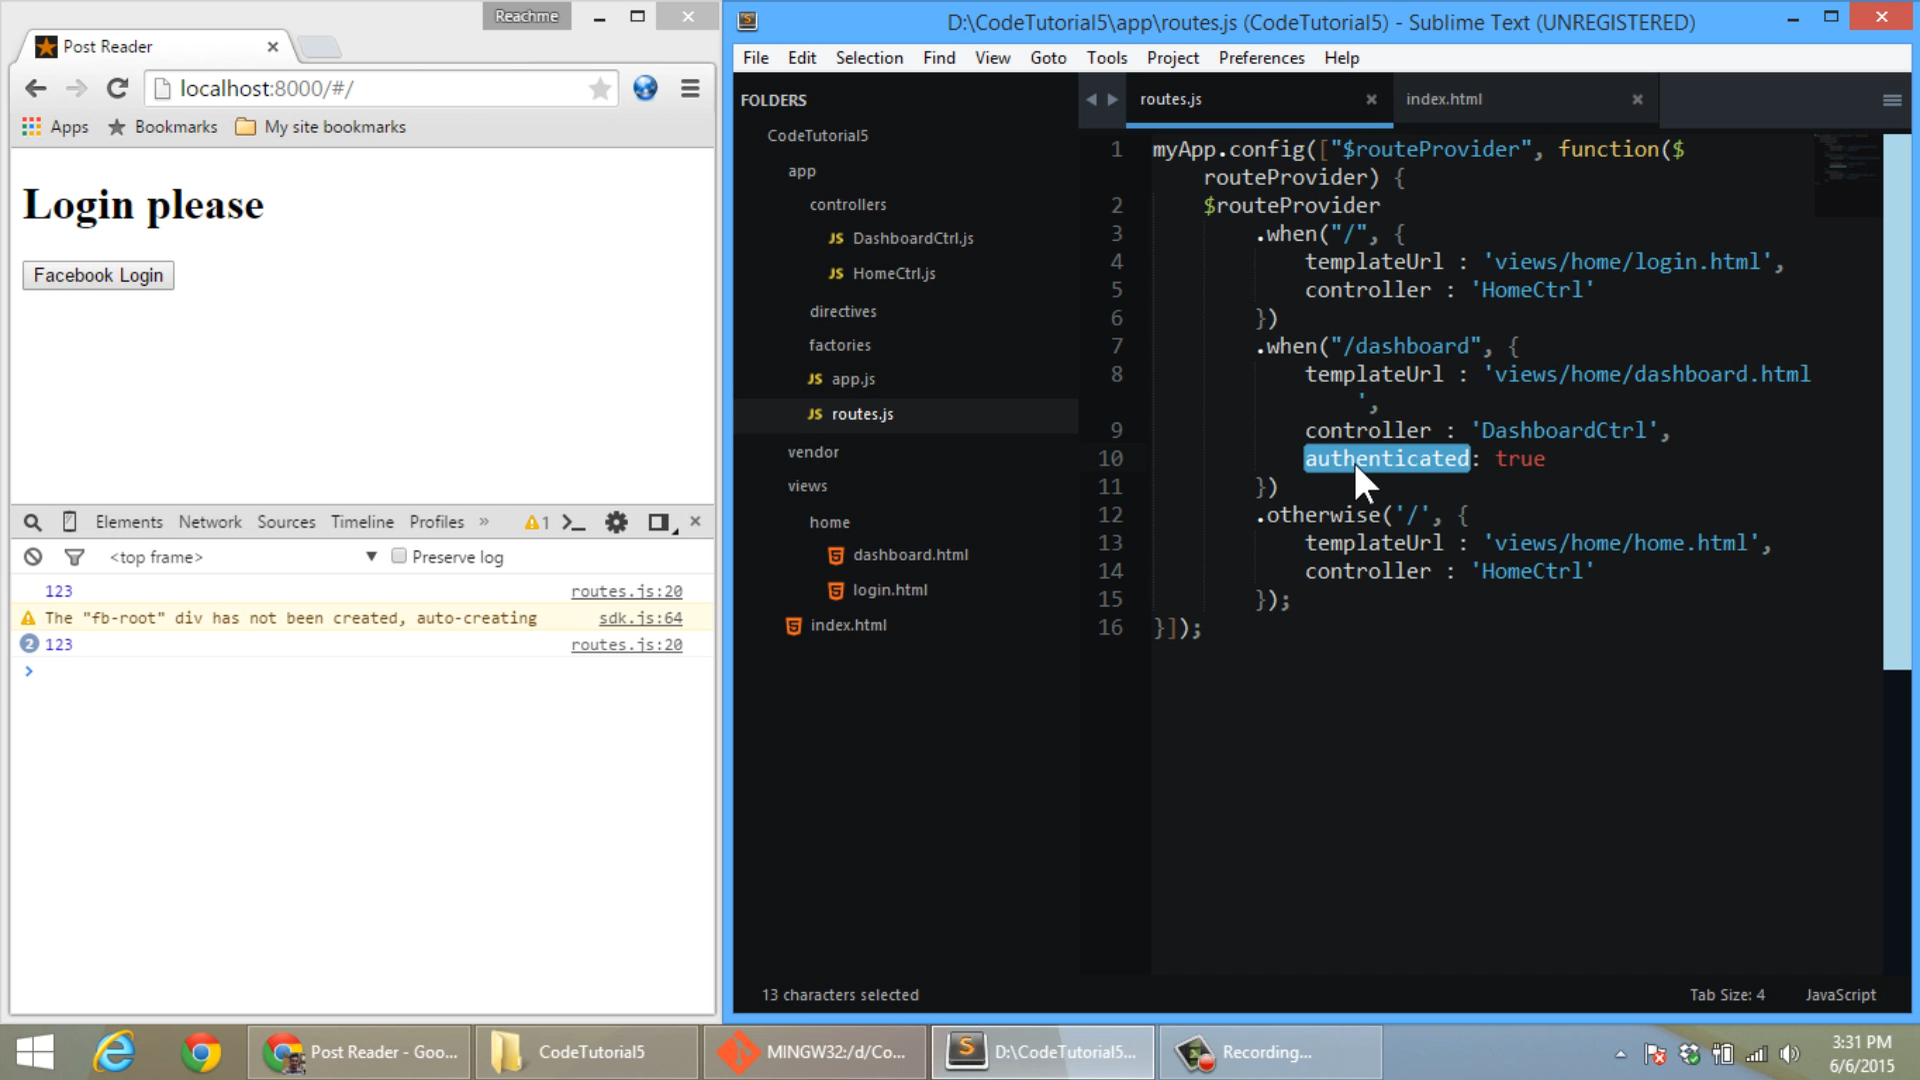 Reachme
Post Reader
localhost:8000/#/
Apps
Bookmarks
My site bookmarks
Login please
Facebook Login
Elements Network Sources Timeline Profiles » 1
<top frame>
Preserve log
123 routes.js:20
The "fb-root" div has not been created, auto-creating sdk.js:64
2 123 routes.js:20
>
D:\CodeTutorial5\app\routes.js (CodeTutorial5) - Sublime Text (UNREGISTERED)
File Edit Selection Find View Goto Tools Project Preferences Help
FOLDERS
CodeTutorial5
app
controllers
JS DashboardCtrl.js
JS HomeCtrl.js
directives
factories
JS app.js
JS routes.js
vendor
views
home
dashboard.html
login.html
index.html
routes.js
index.html
1 myApp.config(["$routeProvider", function($
routeProvider) {
2 $routeProvider
3 .when("/", {
4 templateUrl : 'views/home/login.html',
5 controller : 'HomeCtrl'
6 })
7 .when("/dashboard", {
8 templateUrl : 'views/home/dashboard.html
',
9 controller : 'DashboardCtrl',
10 authenticated: true
11 })
12 .otherwise('/', {
13 templateUrl : 'views/home/home.html',
14 controller : 'HomeCtrl'
15 });
16 }]);
13 characters selected
Tab Size: 4
JavaScript
Post Reader - Goo...
CodeTutorial5
MINGW32:/d/Co...
D:\CodeTutorial5...
Recording...
3:31 PM
6/6/2015